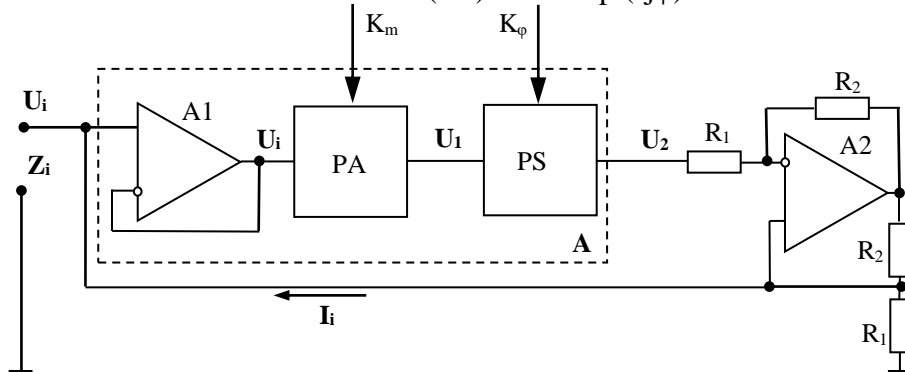 Kₘ
Kᵩ
Uᵢ
A1
Zᵢ
Uᵢ
PA
U₁
PS
U₂
R₁
R₂
A2
A
R₂
Iᵢ
R₁